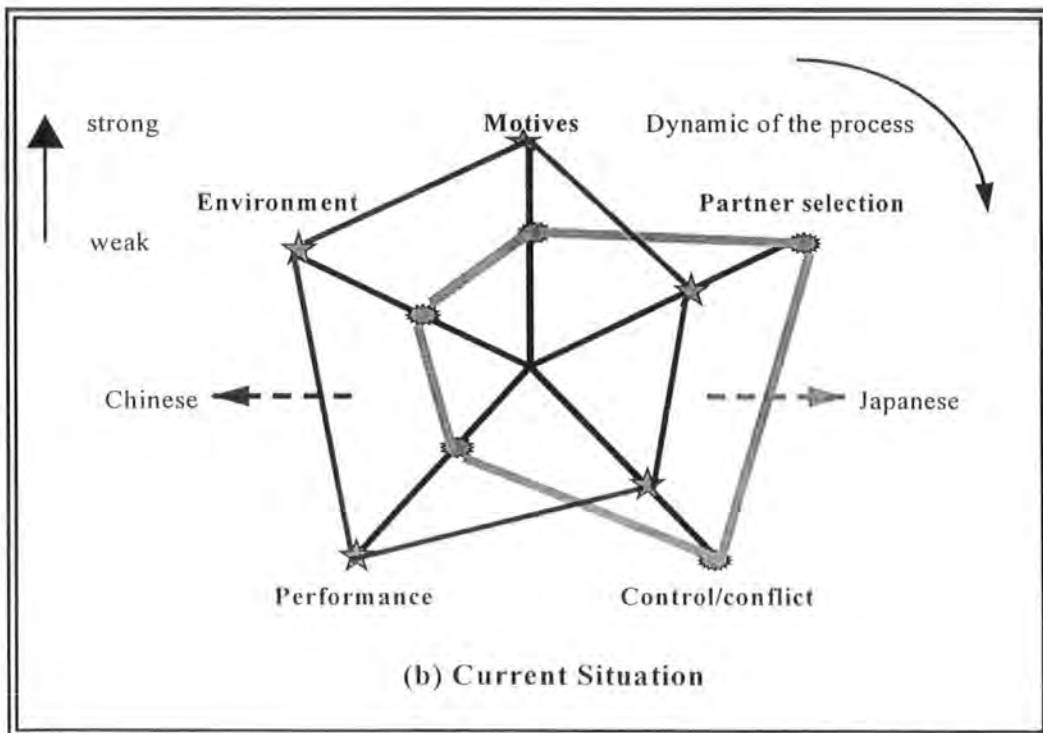 strong
Motives
Dynamic of the process
Environment
Partner selection
weak
Chinese
Japanese
Performance
Control/conflict
(b) Current Situation